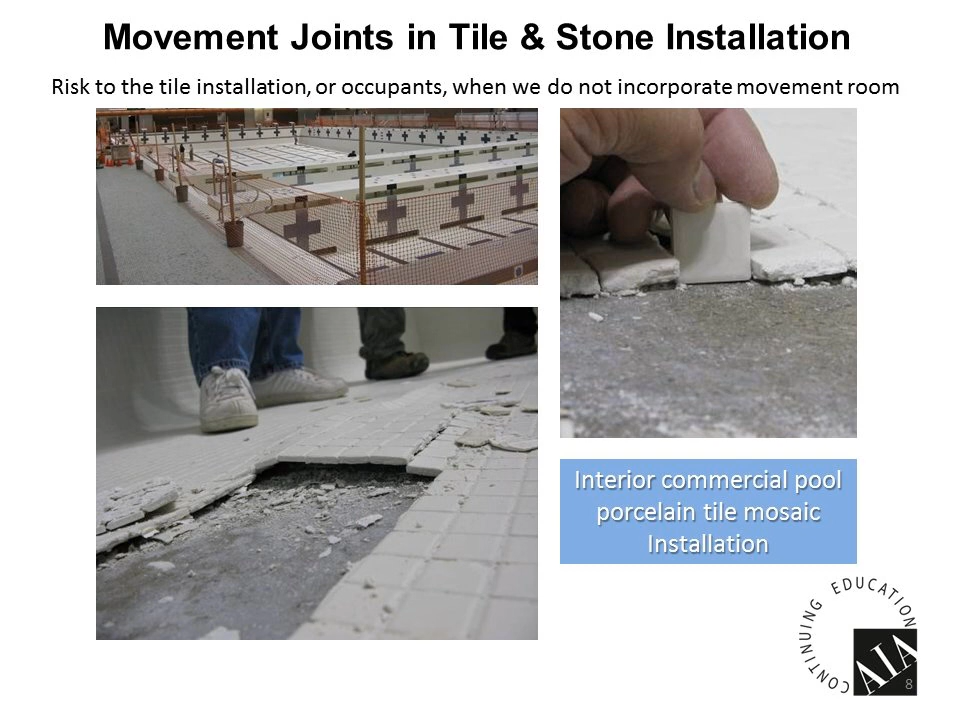 Movement Joints in Tile & Stone Installation
Risk to the tile installation, or occupants, when we do not incorporate movement room
Interior commercial pool
porcelain tile mosaic
Installation
CONTINUING EDUCATION
AIA
8